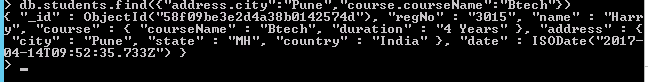 > db.students.find({"address.city":"Pune","course.courseName":"Btech"})
{ "_id" : ObjectId("58f09be3e2d4a38b0142574d"), "regNo" : "3015", "name" : "Harr
y", "course" : { "courseName" : "Btech", "duration" : "4 Years" }, "address" : {
"city" : "Pune", "state" : "MH", "country" : "India" }, "date" : ISODate("2017-
04-14T09:52:35.733Z") }
> _